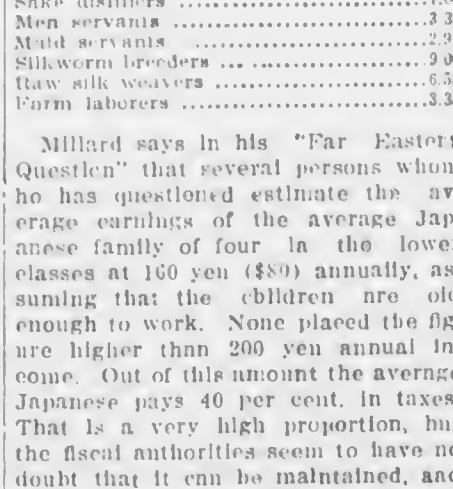 Men servants ........................3.3
Maid servants ......................2.9
Silkworm breeders ... ..............9.0
Raw silk weavers ...................6.5
Farm laborers ......................3.3
Millard says in his "Far Eastern
Question" that several persons whom
he has questioned estimate the av
erage earnings of the average Jap
anese family of four in the lower
classes at 160 yen ($80) annually, as
suming that the children are old
enough to work. None placed the fig
ure higher than 200 yen annual in
come. Out of this amount the average
Japanese pays 40 per cent. in taxes
That is a very high proportion, but
the fiscal authorities seem to have no
doubt that it can be maintained, and